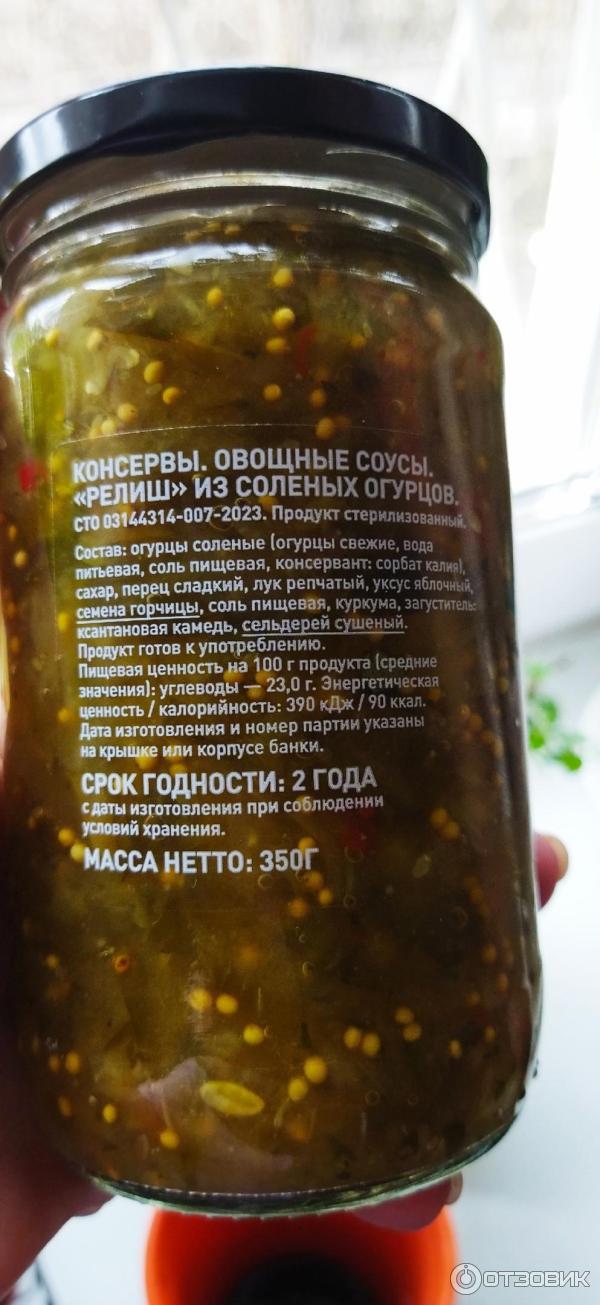 КОНСЕРВЫ. ОВОЩНЫЕ СОУСЫ.
«РЕЛИШ» ИЗ СОЛЕНЫХ ОГУРЦОВ.
СТО 03144314-007-2023. Продукт стерилизованный.
Состав: огурцы соленые (огурцы свежие, вода
питьевая, соль пищевая, консервант: сорбат калия),
сахар, перец сладкий, лук репчатый, уксус яблочный,
семена горчицы, соль пищевая, куркума, загуститель:
ксантановая камедь, сельдерей сушеный.
Продукт готов к употреблению.
Пищевая ценность на 100 г продукта (средние
значения): углеводы — 23,0 г. Энергетическая
ценность / калорийность: 390 кДж / 90 ккал.
Дата изготовления и номер партии указаны
на крышке или корпусе банки.
СРОК ГОДНОСТИ: 2 ГОДА
с даты изготовления при соблюдении
условий хранения.
МАССА НЕТТО: 350Г
ОТЗОВИК